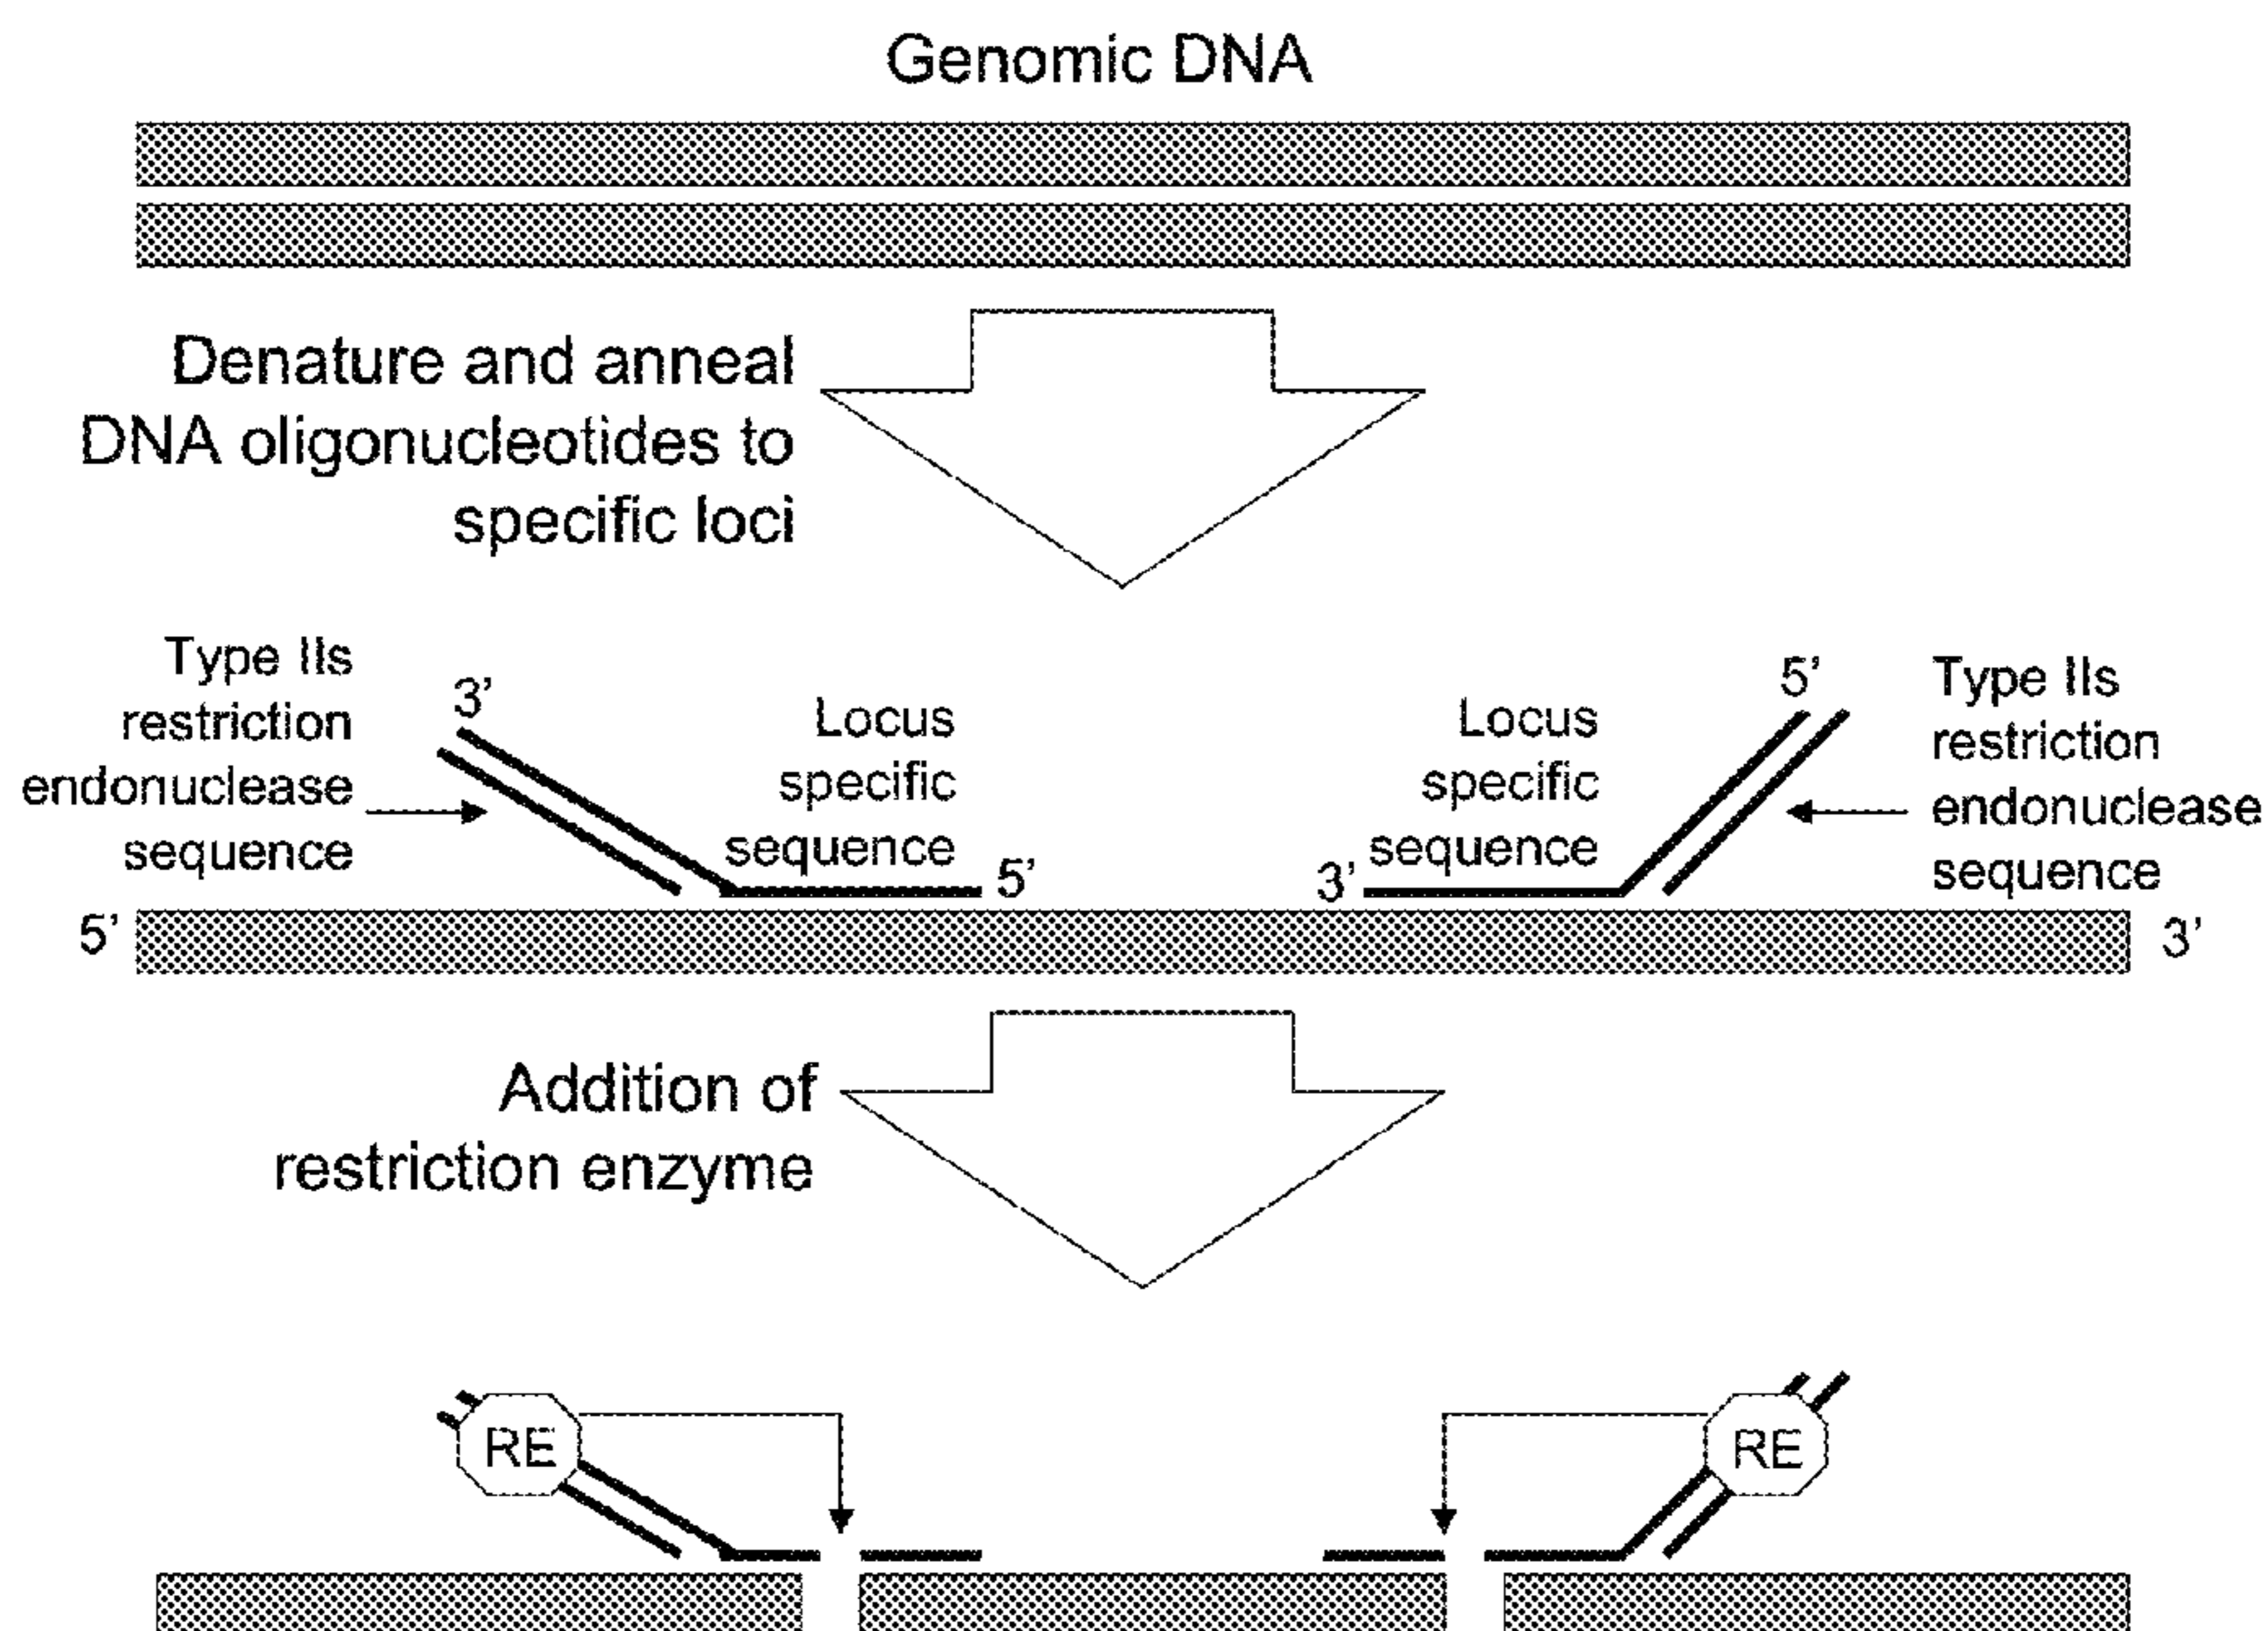 Genomic DNA
Denature and anneal
DNA oligonucleotides to
specific loci
Type IIs
restriction
endonuclease
sequence
3’
Locus
specific
sequence
5’
Locus
specific
sequence
3’
5’
Type IIs
restriction
endonuclease
sequence
5’
3’
Addition of
restriction enzyme
RE
RE